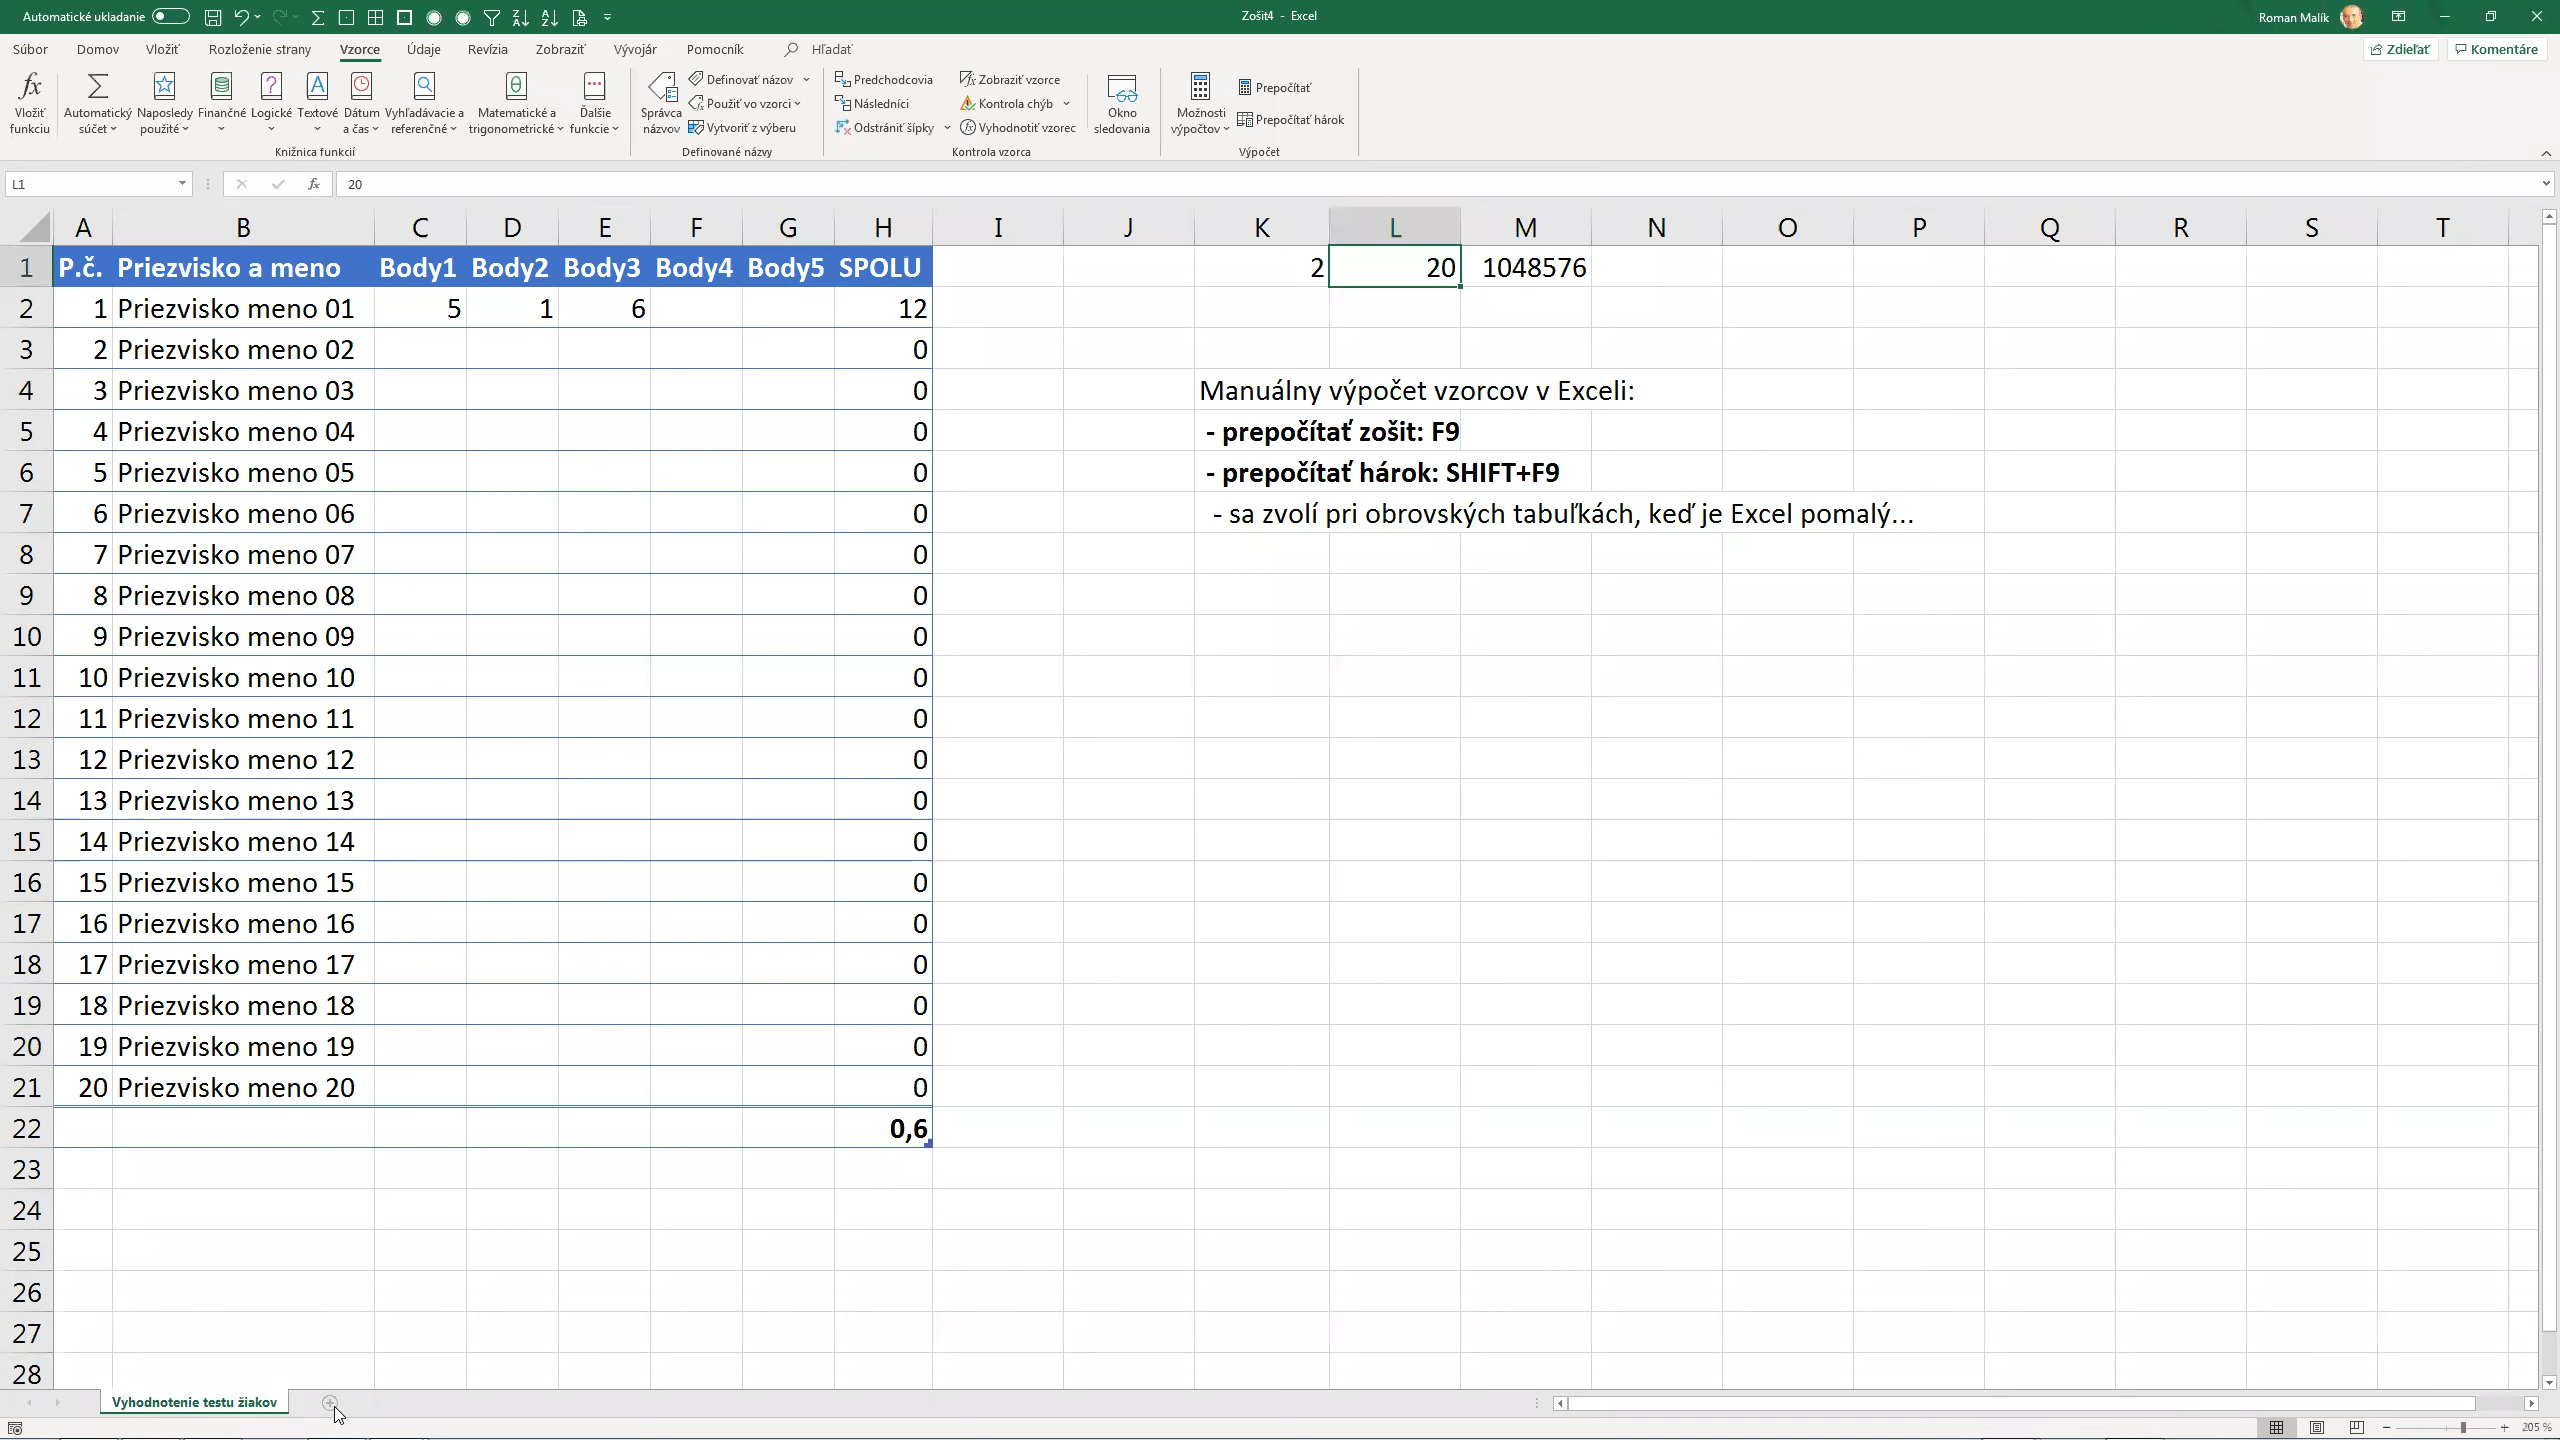 Automatické ukladanie
Zošit4 - Excel
Roman Malík
Súbor Domov Vložiť Rozloženie strany Vzorce Údaje Revízia Zobraziť Vývojár Pomocník Hľadať
Zdieľať Komentáre
Vložiť funkciu
Automatický súčet
Naposledy použité
Finančné
Logické
Textové
Dátum a čas
Vyhľadávacie a referenčné
Matematické a trigonometrické
Ďalšie funkcie
Knižnica funkcií
Správca názvov
Definovať názov
Použiť vo vzorci
Vytvoriť z výberu
Definované názvy
Predchodcovia
Následníci
Odstrániť šípky
Zobraziť vzorce
Kontrola chýb
Vyhodnotiť vzorec
Kontrola vzorca
Okno sledovania
Možnosti výpočtov
Prepočítať
Prepočítať hárok
Výpočet
L1 fx 20
A B C D E F G H I J K L M N O P Q R S T
1 P.č. Priezvisko a meno Body1 Body2 Body3 Body4 Body5 SPOLU 2 20 1048576
2 1 Priezvisko meno 01 5 1 6 12
3 2 Priezvisko meno 02 0
4 3 Priezvisko meno 03 0 Manuálny výpočet vzorcov v Exceli:
5 4 Priezvisko meno 04 0 - prepočítať zošit: F9
6 5 Priezvisko meno 05 0 - prepočítať hárok: SHIFT+F9
7 6 Priezvisko meno 06 0 - sa zvolí pri obrovských tabuľkách, keď je Excel pomalý...
8 7 Priezvisko meno 07 0
9 8 Priezvisko meno 08 0
10 9 Priezvisko meno 09 0
11 10 Priezvisko meno 10 0
12 11 Priezvisko meno 11 0
13 12 Priezvisko meno 12 0
14 13 Priezvisko meno 13 0
15 14 Priezvisko meno 14 0
16 15 Priezvisko meno 15 0
17 16 Priezvisko meno 16 0
18 17 Priezvisko meno 17 0
19 18 Priezvisko meno 18 0
20 19 Priezvisko meno 19 0
21 20 Priezvisko meno 20 0
22 0,6
23
24
25
26
27
28
Vyhodnotenie testu žiakov
205 %